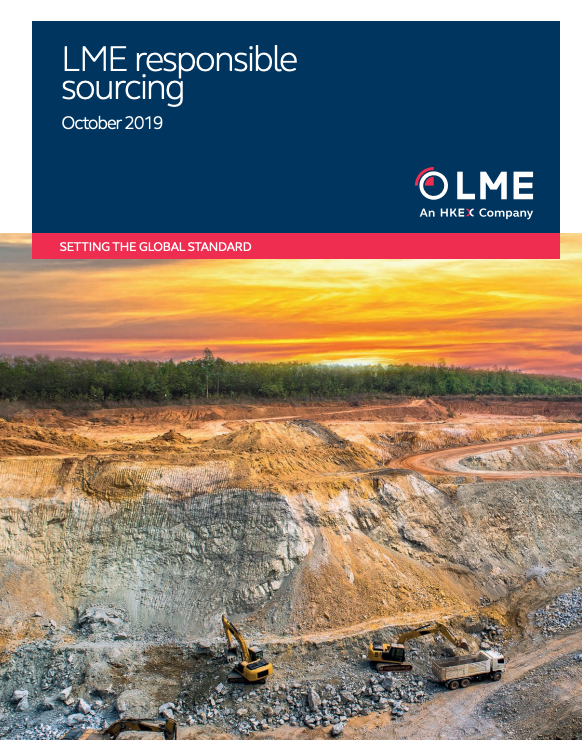 LME responsible
sourcing
October 2019
LME
An HKEX Company
SETTING THE GLOBAL STANDARD